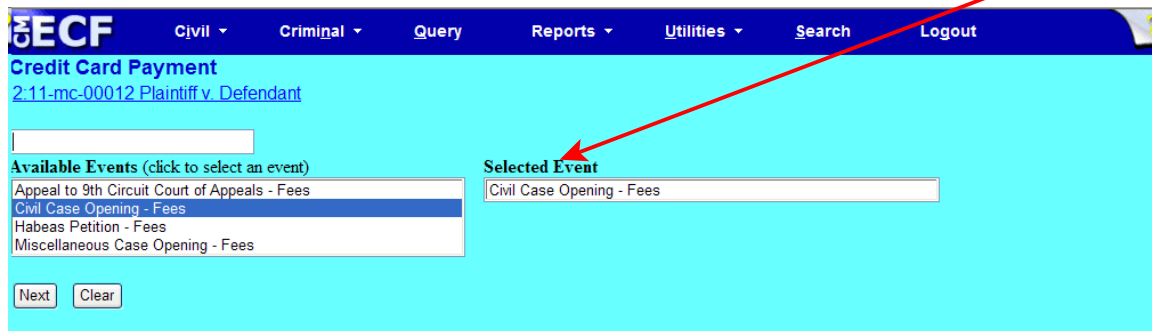 CM ECF Civil Criminal Query Reports Utilities Search Logout
Credit Card Payment
2:11-mc-00012 Plaintiff v. Defendant
Available Events (click to select an event) Selected Event
Appeal to 9th Circuit Court of Appeals - Fees Civil Case Opening - Fees
Civil Case Opening - Fees
Habeas Petition - Fees
Miscellaneous Case Opening - Fees
Next Clear